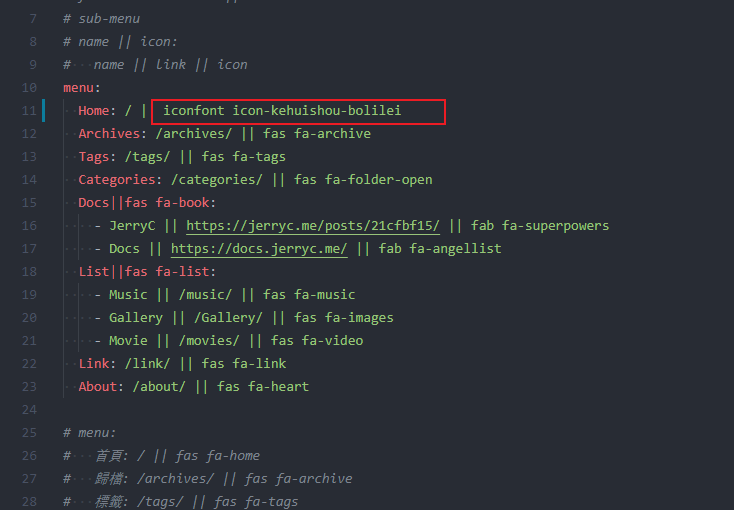 7 # sub-menu
8 # name || icon:
9 # name || link || icon
10 menu:
11 Home: / | iconfont icon-kehuishou-bolilei
12 Archives: /archives/ || fas fa-archive
13 Tags: /tags/ || fas fa-tags
14 Categories: /categories/ || fas fa-folder-open
15 Docs||fas fa-book:
16 - JerryC || https://jerryc.me/posts/21cfbf15/ || fab fa-superpowers
17 - Docs || https://docs.jerryc.me/ || fab fa-angellist
18 List||fas fa-list:
19 - Music || /music/ || fas fa-music
20 - Gallery || /Gallery/ || fas fa-images
21 - Movie || /movies/ || fas fa-video
22 Link: /link/ || fas fa-link
23 About: /about/ || fas fa-heart
24
25 # menu:
26 # 首頁: / || fas fa-home
27 # 歸檔: /archives/ || fas fa-archive
28 # 標籤: /tags/ || fas fa-tags